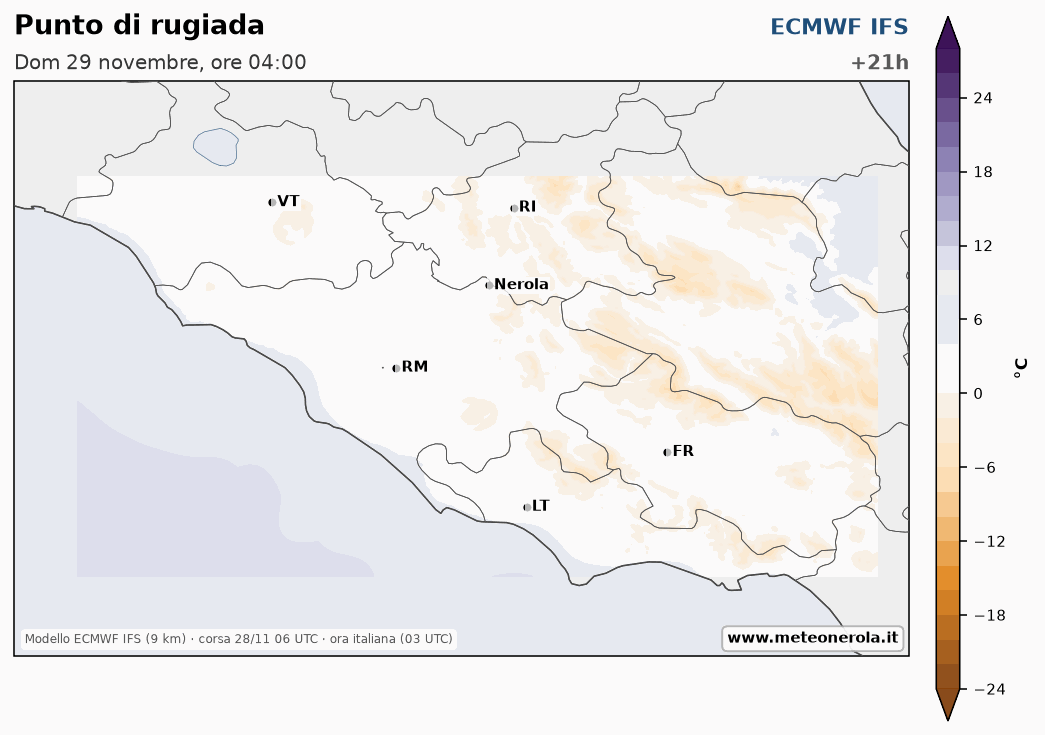 Punto di rugiada
ECMWF IFS
Dom 29 novembre, ore 04:00
+21h
VT
RI
Nerola
RM
FR
LT
24
18
12
6
0
−6
−12
−18
−24
°C
Modello ECMWF IFS (9 km) · corsa 28/11 06 UTC · ora italiana (03 UTC)
www.meteonerola.it